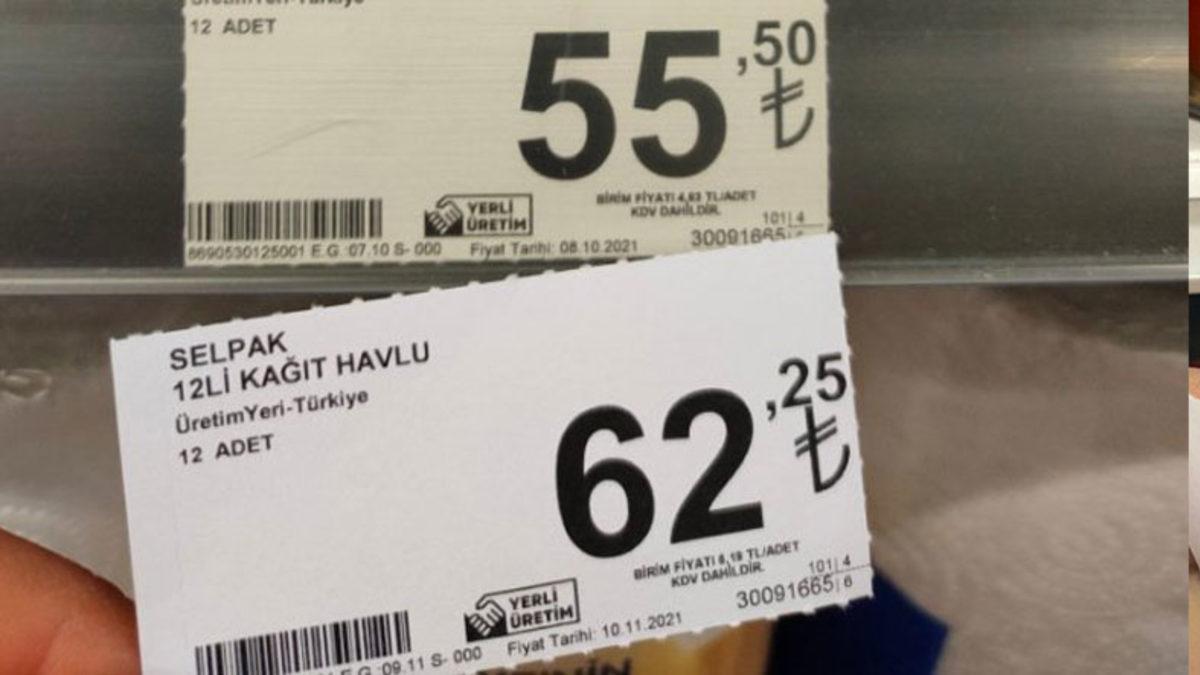 ÜretimYeri-Türkiye
12 ADET
55,50
₺
YERLİ
ÜRETİM
BİRİM FİYATI 4,63 TL/ADET
KDV DAHİLDİR.
101|4
8690530125001 E.G :07.10 S- 000
Fiyat Tarihi: 08.10.2021
30091665
SELPAK
12Lİ KAĞIT HAVLU
ÜretimYeri-Türkiye
12 ADET
62,25
₺
BİRİM FİYATI 5,19 TL/ADET
KDV DAHİLDİR.
YERLİ
ÜRETİM
101|4
30091665|6
E.G :09.11 S- 000
Fiyat Tarihi: 10.11.2021